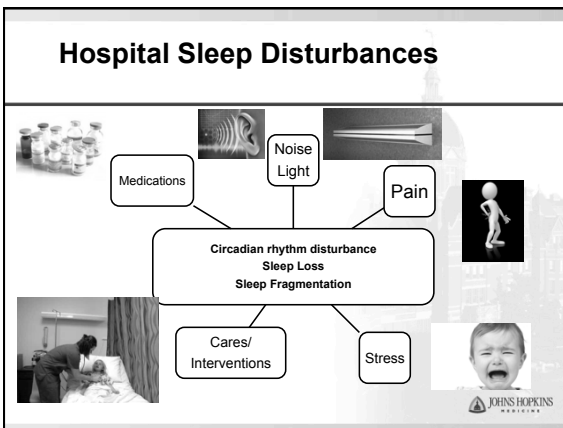 Hospital Sleep Disturbances
Noise
Light
Medications
Pain
Circadian rhythm disturbance
Sleep Loss
Sleep Fragmentation
Cares/
Interventions
Stress
JOHNS HOPKINS
MEDICINE